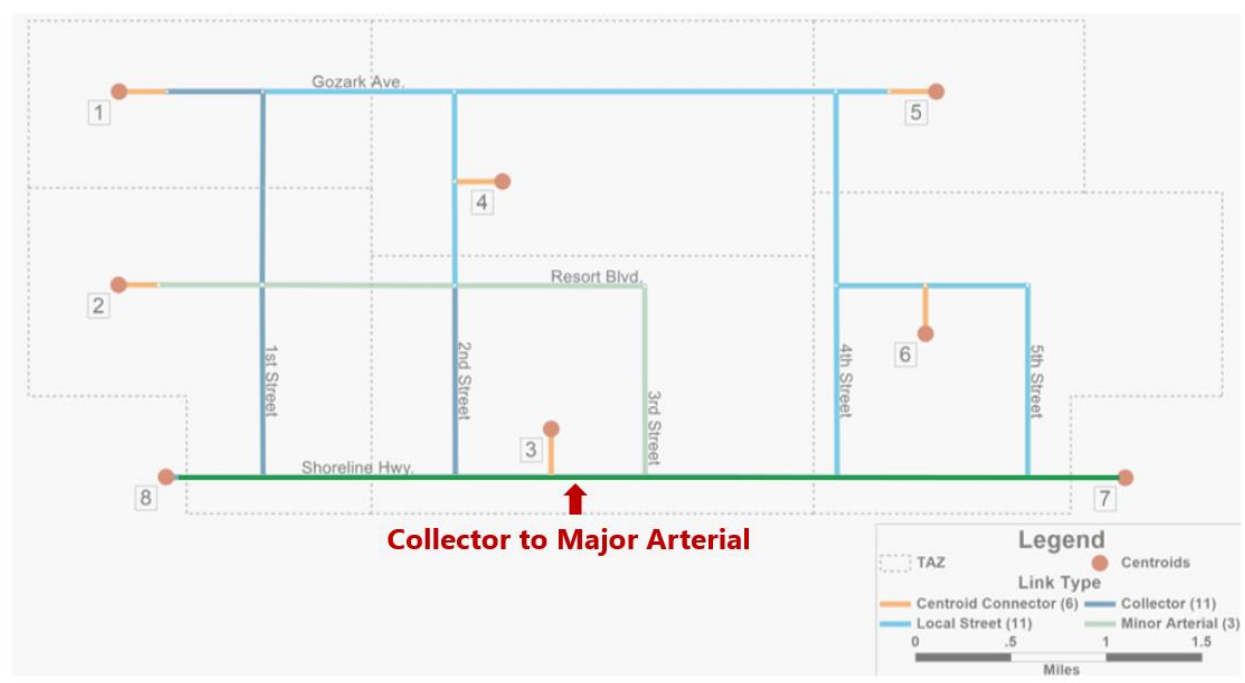 Gozark Ave.
1
5
4
Resort Blvd.
2
1st Street
2nd Street
3rd Street
4th Street
5th Street
6
3
Shoreline Hwy.
8
7
Collector to Major Arterial
Legend
TAZ
Centroids
Link Type
Centroid Connector (6)
Collector (11)
Local Street (11)
Minor Arterial (3)
0 .5 1 1.5
Miles